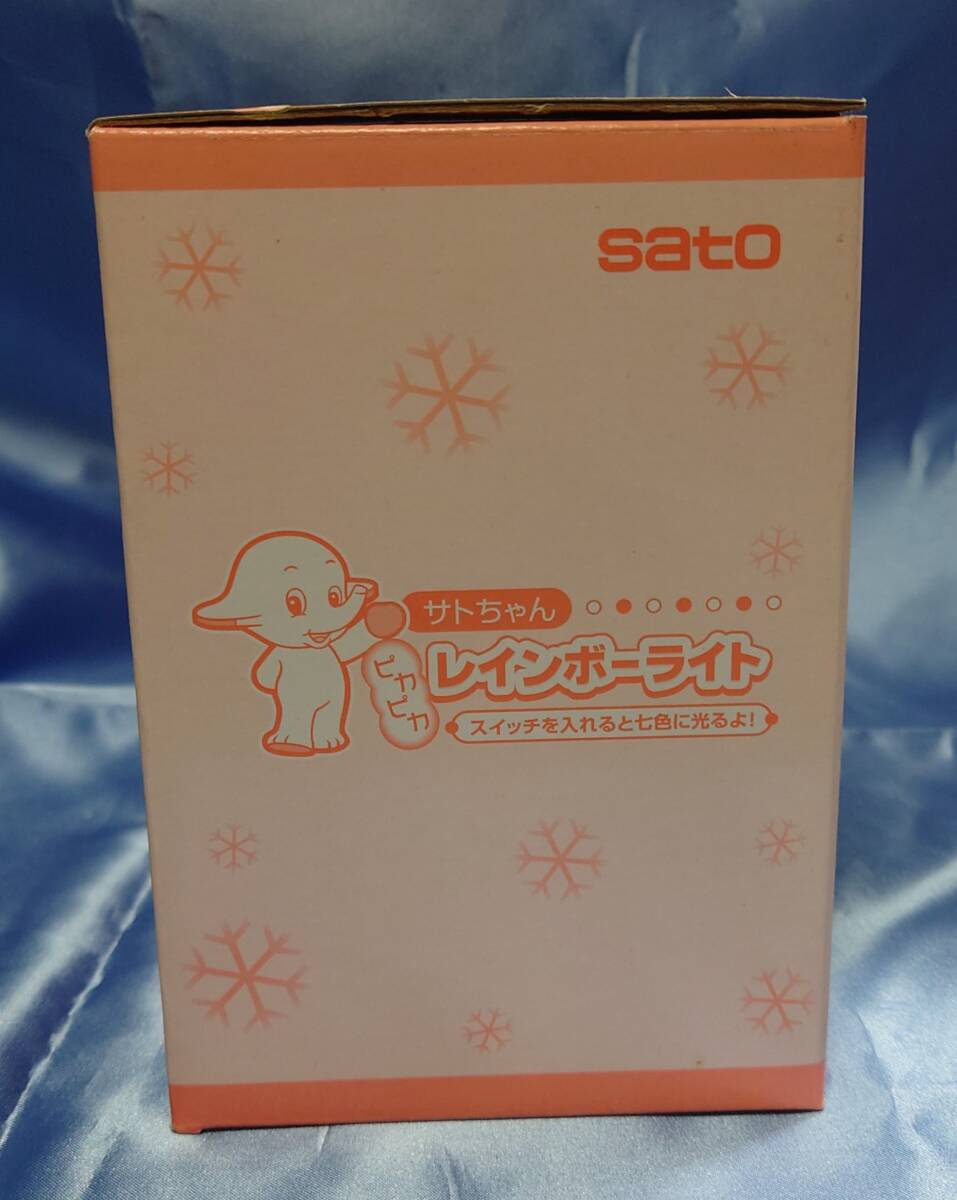 sato
サトちゃん
ピカピカ
レインボーライト
スイッチを入れると七色に光るよ!